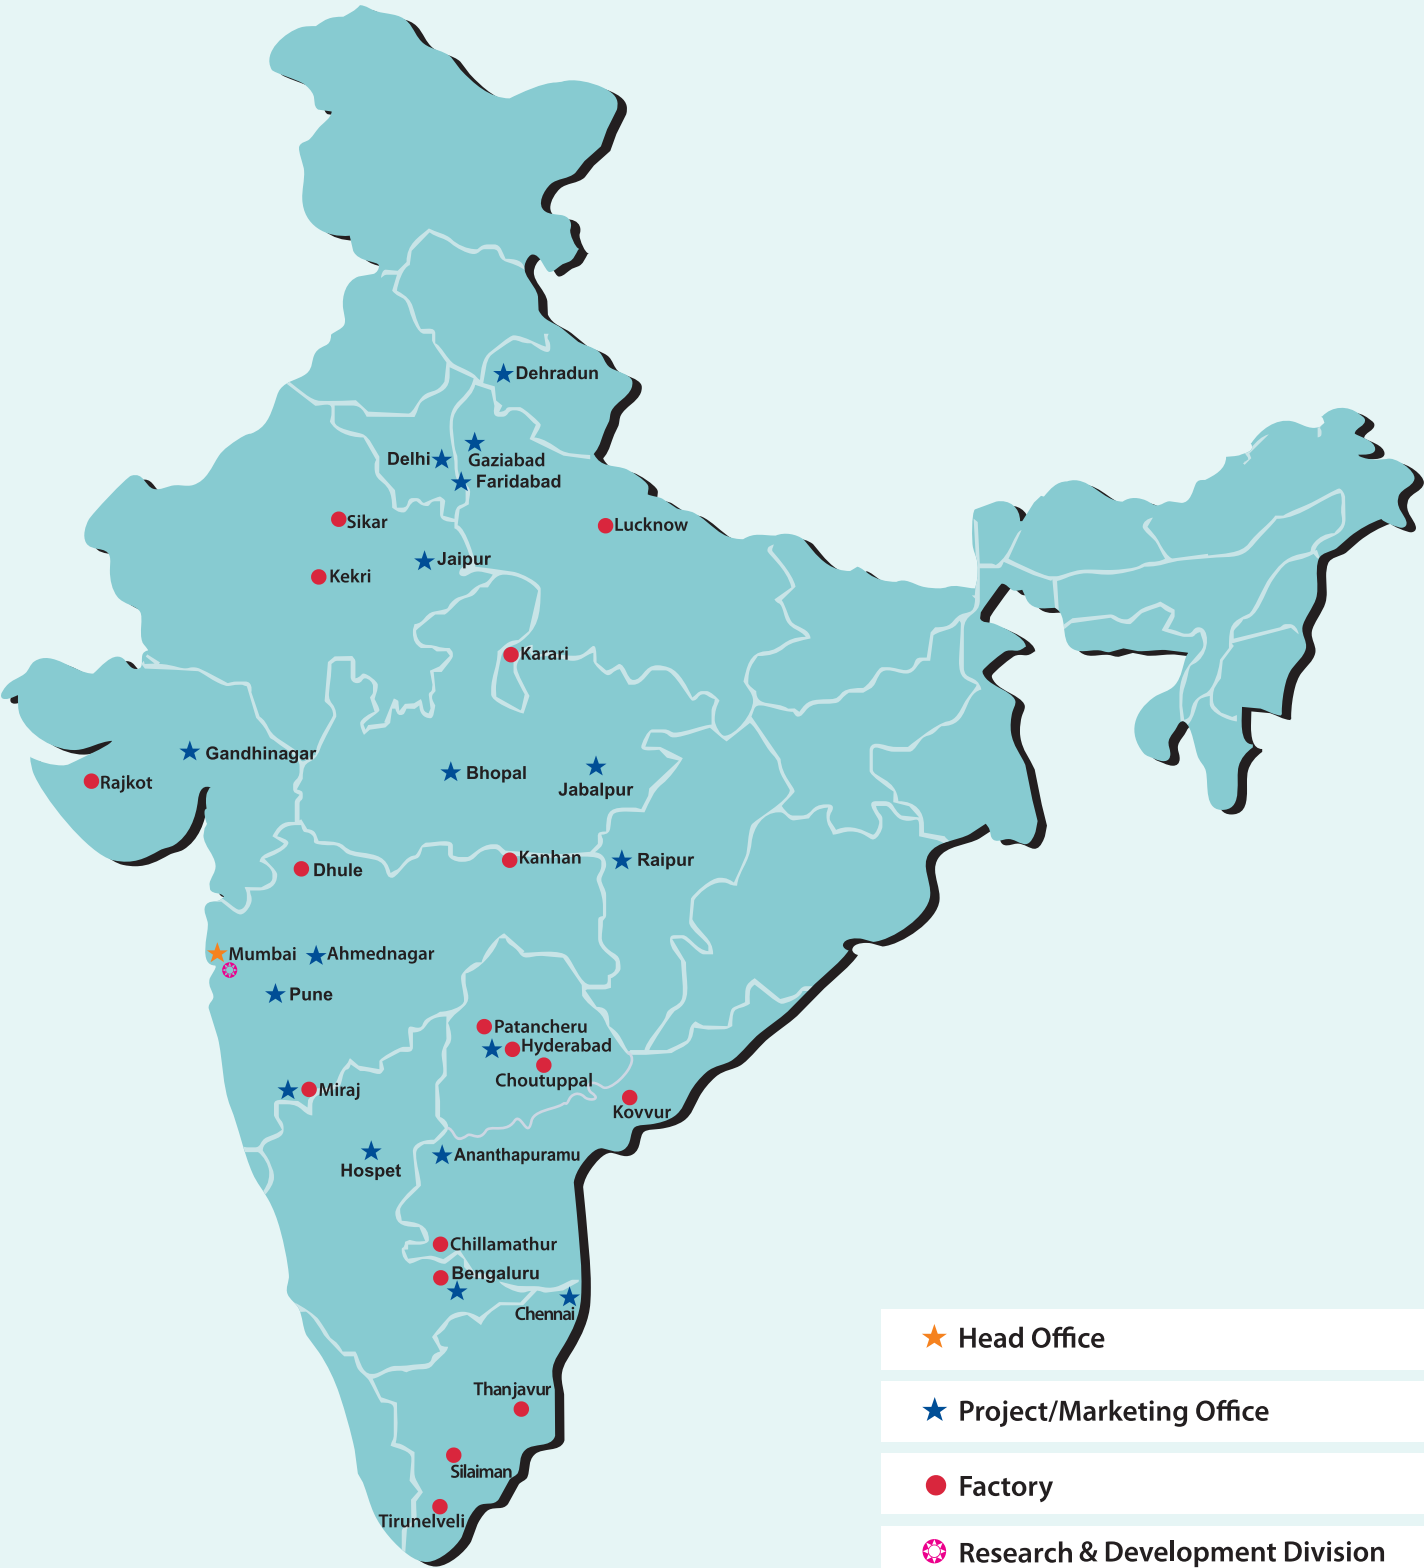 Dehradun
Delhi
Gaziabad
Faridabad
Sikar
Lucknow
Jaipur
Kekri
Karari
Gandhinagar
Rajkot
Bhopal
Jabalpur
Kanhan
Raipur
Dhule
Mumbai
Ahmednagar
Pune
Patancheru
Hyderabad
Choutuppal
Miraj
Kovvur
Hospet
Ananthapuramu
Chillamathur
Bengaluru
Chennai
Thanjavur
Silaiman
Tirunelveli
Head Office
Project/Marketing Office
Factory
Research & Development Division